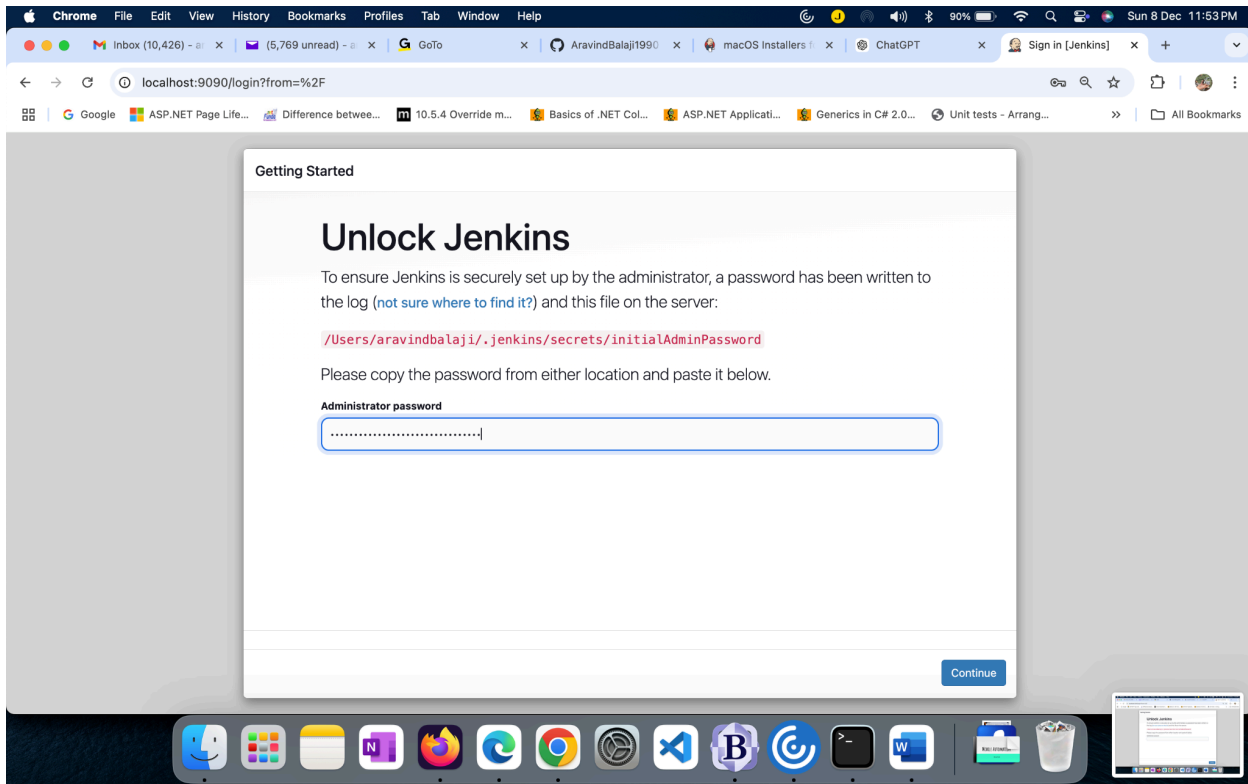 Chrome File Edit View History Bookmarks Profiles Tab Window Help 90% Sun 8 Dec 11:53 PM
Inbox (10,426) - a (5,769 unread) - a GoTo AravindBalaji1990 macOS Installers f ChatGPT Sign in [Jenkins]
localhost:9090/login?from=%2F
Google ASP.NET Page Life... Difference betwee... 10.5.4 Override m... Basics of .NET Col... ASP.NET Applicati... Generics in C# 2.0... Unit tests - Arrang... All Bookmarks
Getting Started
Unlock Jenkins
To ensure Jenkins is securely set up by the administrator, a password has been written to
the log (not sure where to find it?) and this file on the server:
/Users/aravindbalaji/.jenkins/secrets/initialAdminPassword
Please copy the password from either location and paste it below.
Administrator password
Continue